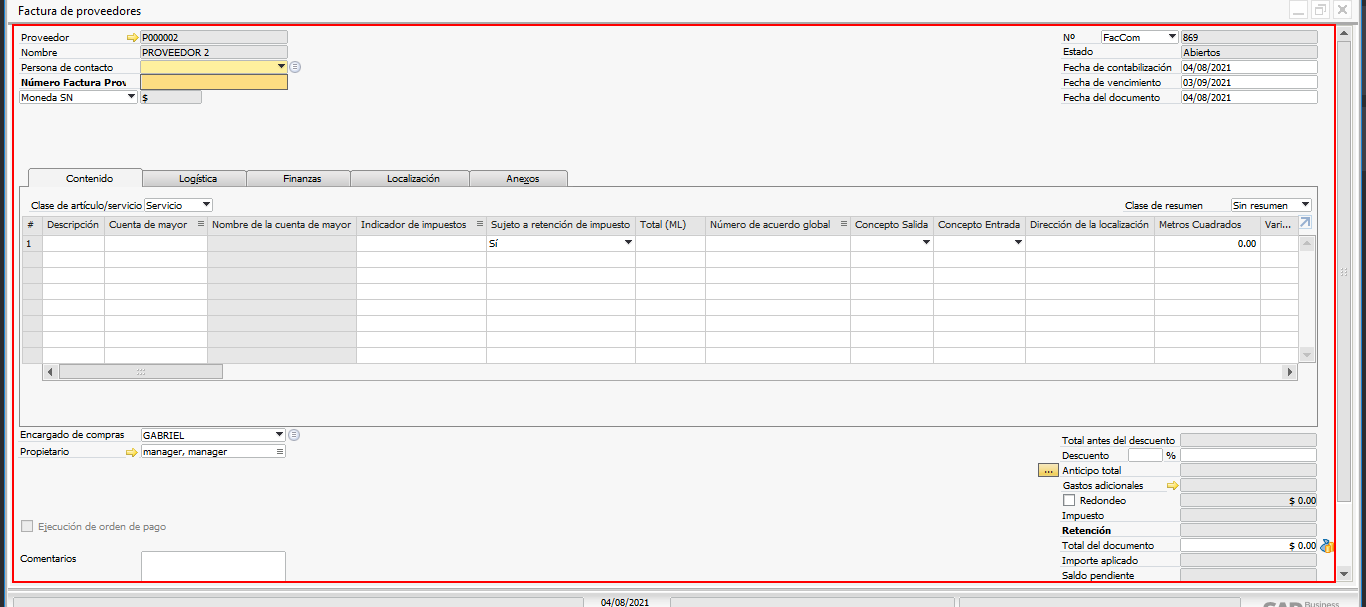 Factura de proveedores
Proveedor P000002
Nombre PROVEEDOR 2
Persona de contacto
Número Factura Prov
Moneda SN $
Nº FacCom 869
Estado Abiertos
Fecha de contabilización 04/08/2021
Fecha de vencimiento 03/09/2021
Fecha del documento 04/08/2021
Contenido Logística Finanzas Localización Anexos
Clase de artículo/servicio Servicio Clase de resumen Sin resumen
# Descripción Cuenta de mayor Nombre de la cuenta de mayor Indicador de impuestos Sujeto a retención de impuesto Total (ML) Número de acuerdo global Concepto Salida Concepto Entrada Dirección de la localización Metros Cuadrados Vari...
1 Sí 0.00
Encargado de compras GABRIEL
Propietario manager, manager
Ejecución de orden de pago
Comentarios
Total antes del descuento
Descuento %
... Anticipo total
Gastos adicionales
Redondeo $ 0.00
Impuesto
Retención
Total del documento $ 0.00
Importe aplicado
Saldo pendiente
04/08/2021
Business